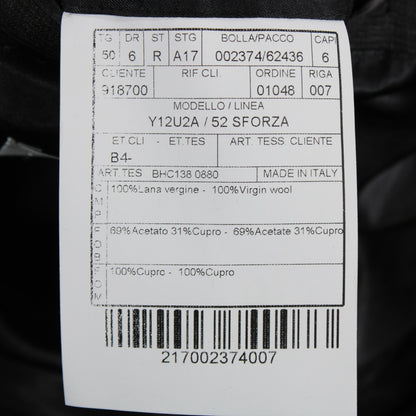 TG DR ST STG BOLLA/PACCO CAPI
50 6 R A17 002374/62436 6
CLIENTE RIF CLI. ORDINE RIGA
918700 01048 007
MODELLO / LINEA
Y12U2A / 52 SFORZA
ET.CLI - ET.TES ART. TESS CLIENTE
B4-
ART.TES BHC138 0880 MADE IN ITALY
COMP 100%Lana vergine - 100%Virgin wool
FOD 69%Acetato 31%Cupro - 69%Acetate 31%Cupro
100%Cupro - 100%Cupro
217002374007